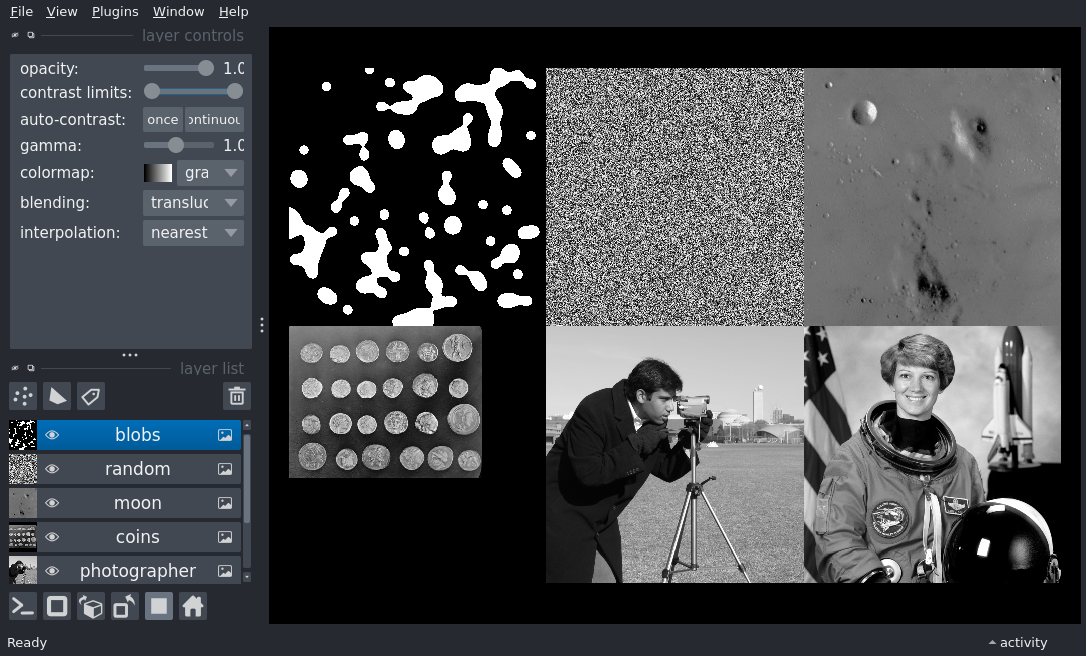 File View Plugins Window Help
layer controls
opacity: 1.0
contrast limits:
auto-contrast: once ontinuou
gamma: 1.0
colormap: gra
blending: transluc
interpolation: nearest
layer list
blobs
random
moon
coins
photographer
Ready
activity